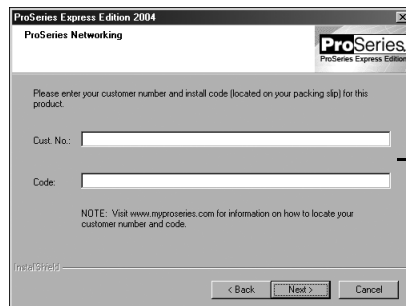 ProSeries Express Edition 2004
ProSeries Networking
ProSeries.
ProSeries Express Edition
Please enter your customer number and install code (located on your packing slip) for this
product.
Cust. No.:
Code:
NOTE: Visit www.myproseries.com for information on how to locate your
customer number and code.
InstallShield
< Back
Next >
Cancel